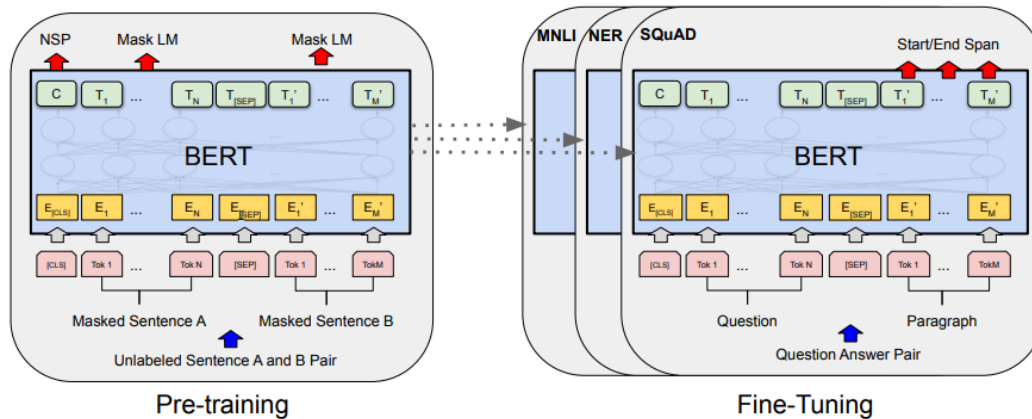 NSP Mask LM Mask LM
C T1 ... TN T[SEP] T1' ... TM'
BERT
E[CLS] E1 ... EN E[SEP] E1' ... EM'
[CLS] Tok 1 ... Tok N [SEP] Tok 1 ... TokM
Masked Sentence A Masked Sentence B
Unlabeled Sentence A and B Pair
Pre-training
MNLI NER SQuAD
Start/End Span
C T1 ... TN T[SEP] T1' ... TM'
BERT
E[CLS] E1 ... EN E[SEP] E1' ... EM'
[CLS] Tok 1 ... Tok N [SEP] Tok 1 ... TokM
Question Paragraph
Question Answer Pair
Fine-Tuning